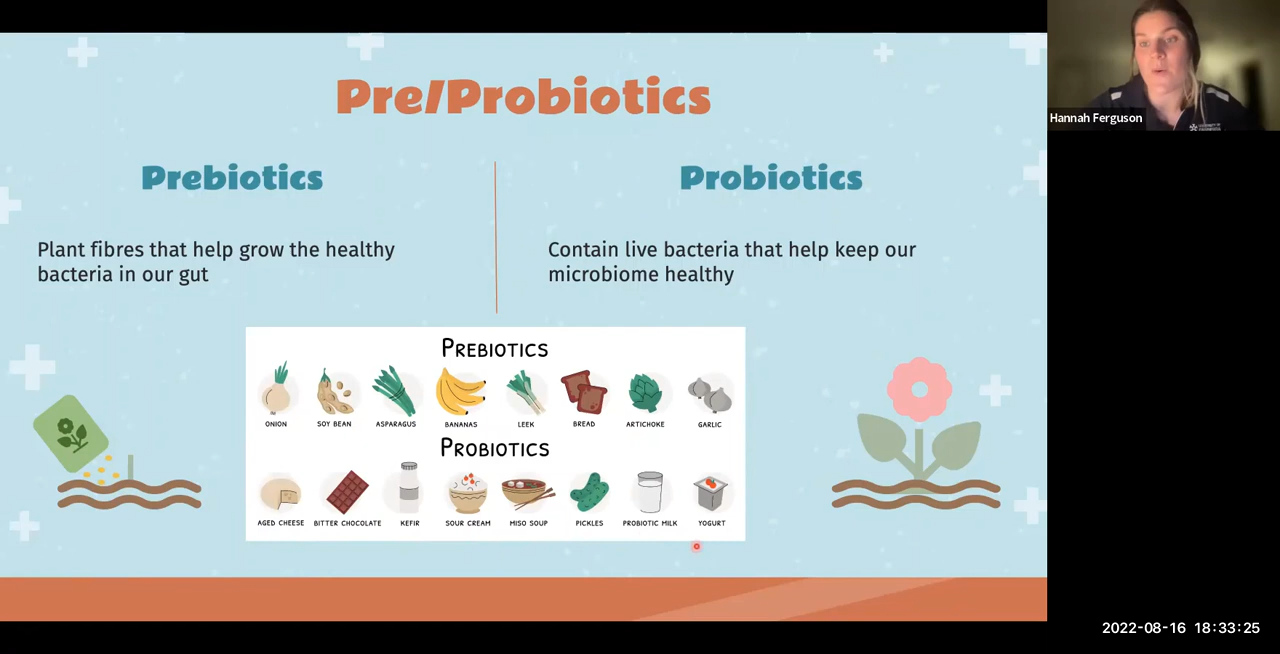 Pre/Probiotics
Prebiotics
Plant fibres that help grow the healthy
bacteria in our gut
Probiotics
Contain live bacteria that help keep our
microbiome healthy
PREBIOTICS
ONION SOY BEAN ASPARAGUS BANANAS LEEK BREAD ARTICHOKE GARLIC
PROBIOTICS
AGED CHEESE BITTER CHOCOLATE KEFIR SOUR CREAM MISO SOUP PICKLES PROBIOTIC MILK YOGURT
Hannah Ferguson
2022-08-16 18:33:25